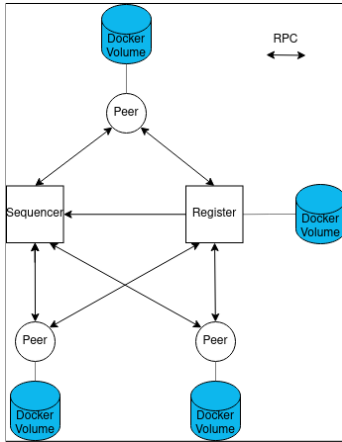 Docker
Volume
RPC
Peer
Sequencer
Register
Docker
Volume
Peer
Peer
Docker
Volume
Docker
Volume